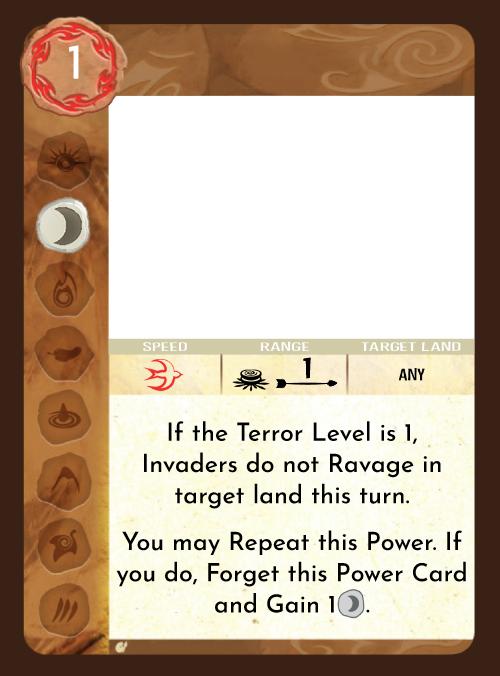 1
SPEED RANGE TARGET LAND
1 ANY
If the Terror Level is 1,
Invaders do not Ravage in
target land this turn.
You may Repeat this Power. If
you do, Forget this Power Card
and Gain 1.